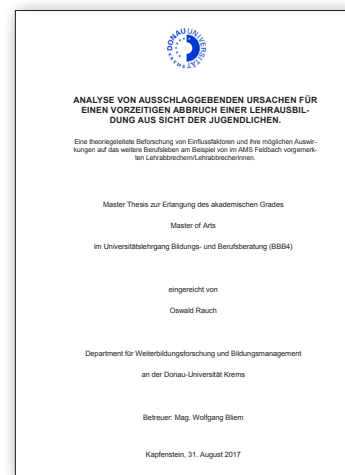 DONAU UNIVERSITÄT
KREMS
ANALYSE VON AUSSCHLAGGEBENDEN URSACHEN FÜR
EINEN VORZEITIGEN ABBRUCH EINER LEHRAUSBIL-
DUNG AUS SICHT DER JUGENDLICHEN.
Eine theoriegeleitete Beforschung von Einflussfaktoren und ihre möglichen Auswir-
kungen auf das weitere Berufsleben am Beispiel von im AMS Feldbach vorgemerk-
ten Lehrabbrechern/Lehrabbrecherinnen.
Master Thesis zur Erlangung des akademischen Grades
Master of Arts
im Universitätslehrgang Bildungs- und Berufsberatung (BBB4)
eingereicht von
Oswald Rauch
Department für Weiterbildungsforschung und Bildungsmanagement
an der Donau-Universität Krems
Betreuer: Mag. Wolfgang Bliem
Kapfenstein, 31. August 2017